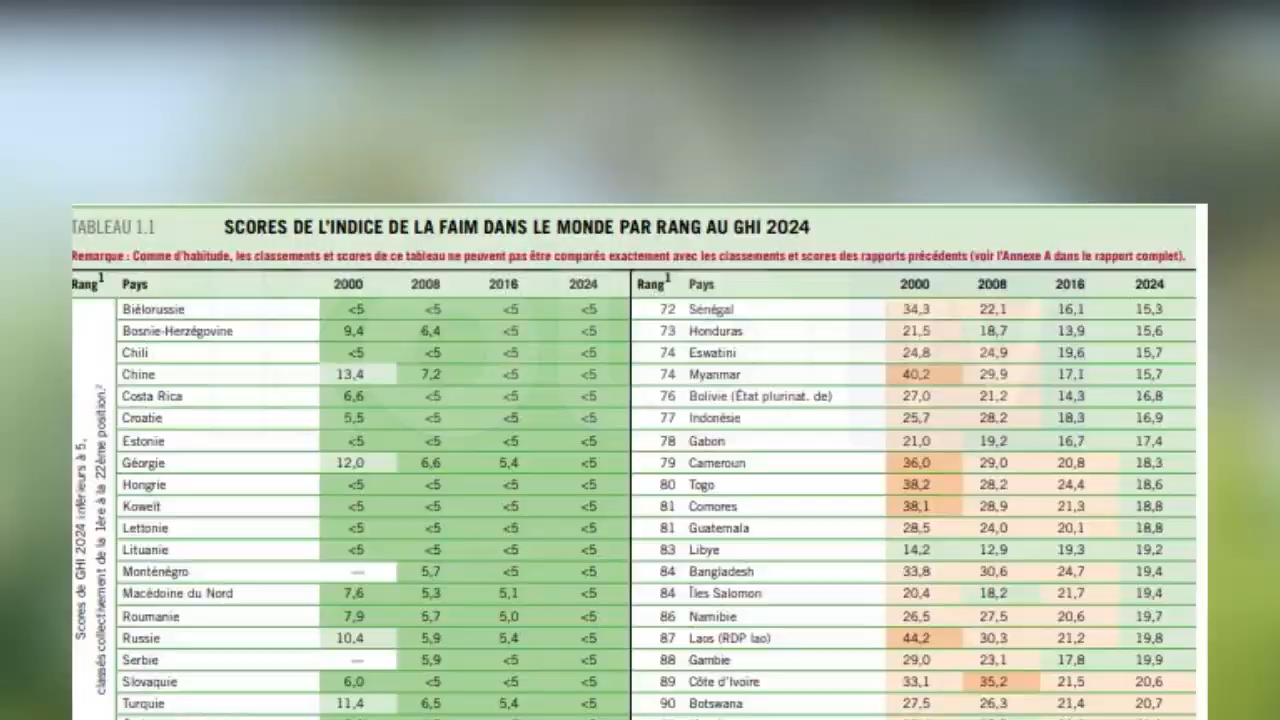 TABLEAU 1.1 SCORES DE L'INDICE DE LA FAIM DANS LE MONDE PAR RANG AU GHI 2024
Remarque : Comme d'habitude, les classements et scores de ce tableau ne peuvent pas être comparés exactement avec les classements et scores des rapports précédents (voir l'Annexe A dans le rapport complet).
Rang1 Pays 2000 2008 2016 2024 Rang1 Pays 2000 2008 2016 2024
Scores de GHI 2024 inférieurs à 5,
classés collectivement de la 1ère à la 22ème position.2
Biélorussie <5 <5 <5 <5 72 Sénégal 34,3 22,1 16,1 15,3
Bosnie-Herzégovine 9,4 6,4 <5 <5 73 Honduras 21,5 18,7 13,9 15,6
Chili <5 <5 <5 <5 74 Eswatini 24,8 24,9 19,6 15,7
Chine 13,4 7,2 <5 <5 74 Myanmar 40,2 29,9 17,1 15,7
Costa Rica 6,6 <5 <5 <5 76 Bolivie (État plurinat. de) 27,0 21,2 14,3 16,8
Croatie 5,5 <5 <5 <5 77 Indonésie 25,7 28,2 18,3 16,9
Estonie <5 <5 <5 <5 78 Gabon 21,0 19,2 16,7 17,4
Géorgie 12,0 6,6 5,4 <5 79 Cameroun 36,0 29,0 20,8 18,3
Hongrie <5 <5 <5 <5 80 Togo 38,2 28,2 24,4 18,6
Koweït <5 <5 <5 <5 81 Comores 38,1 28,9 21,3 18,8
Lettonie <5 <5 <5 <5 81 Guatemala 28,5 24,0 20,1 18,8
Lituanie <5 <5 <5 <5 83 Libye 14,2 12,9 19,3 19,2
Monténégro — 5,7 <5 <5 84 Bangladesh 33,8 30,6 24,7 19,4
Macédoine du Nord 7,6 5,3 5,1 <5 84 Îles Salomon 20,4 18,2 21,7 19,4
Roumanie 7,9 5,7 5,0 <5 86 Namibie 26,5 27,5 20,6 19,7
Russie 10,4 5,9 5,4 <5 87 Laos (RDP lao) 44,2 30,3 21,2 19,8
Serbie — 5,9 <5 <5 88 Gambie 29,0 23,1 17,8 19,9
Slovaquie 6,0 <5 <5 <5 89 Côte d'Ivoire 33,1 35,2 21,5 20,6
Turquie 11,4 6,5 5,4 <5 90 Botswana 27,5 26,3 21,4 20,7